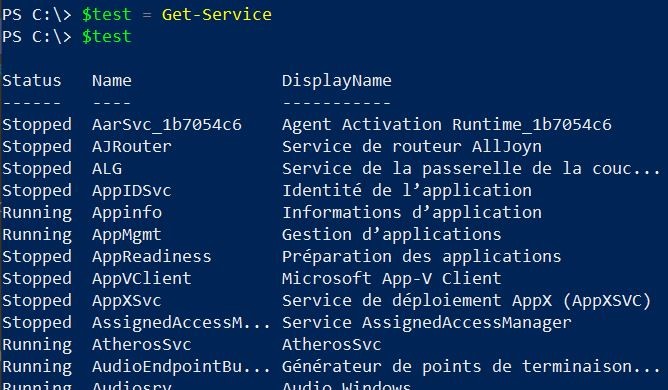 PS C:\> $test = Get-Service
PS C:\> $test
Status   Name               DisplayName
------   ----               -----------
Stopped  AarSvc_1b7054c6    Agent Activation Runtime_1b7054c6
Stopped  AJRouter           Service de routeur AllJoyn
Stopped  ALG                Service de la passerelle de la couc...
Stopped  AppIDSvc           Identité de l’application
Running  Appinfo            Informations d’application
Running  AppMgmt            Gestion d’applications
Stopped  AppReadiness       Préparation des applications
Stopped  AppVClient         Microsoft App-V Client
Stopped  AppXSvc            Service de déploiement AppX (AppXSVC)
Stopped  AssignedAccessM... Service AssignedAccessManager
Running  AtherosSvc         AtherosSvc
Running  AudioEndpointBu... Générateur de points de terminaison...
Running  Audiosrv           Audio Windows